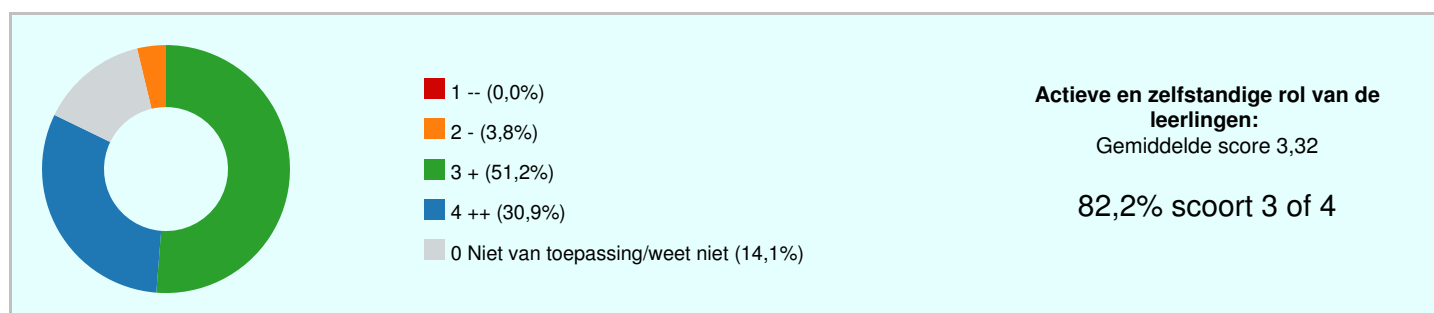 1 -- (0,0%)
2 - (3,8%)
3 + (51,2%)
4 ++ (30,9%)
0 Niet van toepassing/weet niet (14,1%)
Actieve en zelfstandige rol van de
leerlingen:
Gemiddelde score 3,32
82,2% scoort 3 of 4